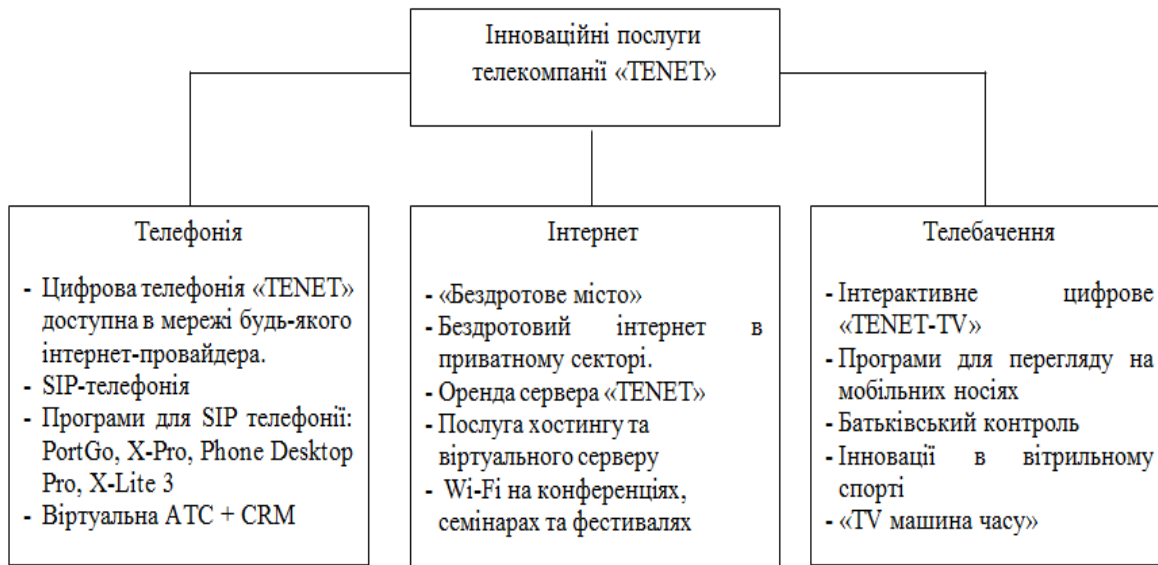 Інноваційні послуги
телекомпанії «TENET»
Телефонія
- Цифрова телефонія «TENET»
доступна в мережі будь-якого
інтернет-провайдера.
- SIP-телефонія
- Програми для SIP телефонії:
PortGo, X-Pro, Phone Desktop
Pro, X-Lite 3
- Віртуальна АТС + CRM
Інтернет
- «Бездротове місто»
- Бездротовий інтернет в
приватному секторі.
- Оренда сервера «TENET»
- Послуга хостингу та
віртуального серверу
- Wi-Fi на конференціях,
семінарах та фестивалях
Телебачення
- Інтерактивне цифрове
«TENET-TV»
- Програми для перегляду на
мобільних носіях
- Батьківський контроль
- Інновації в вітрильному
спорті
- «TV машина часу»